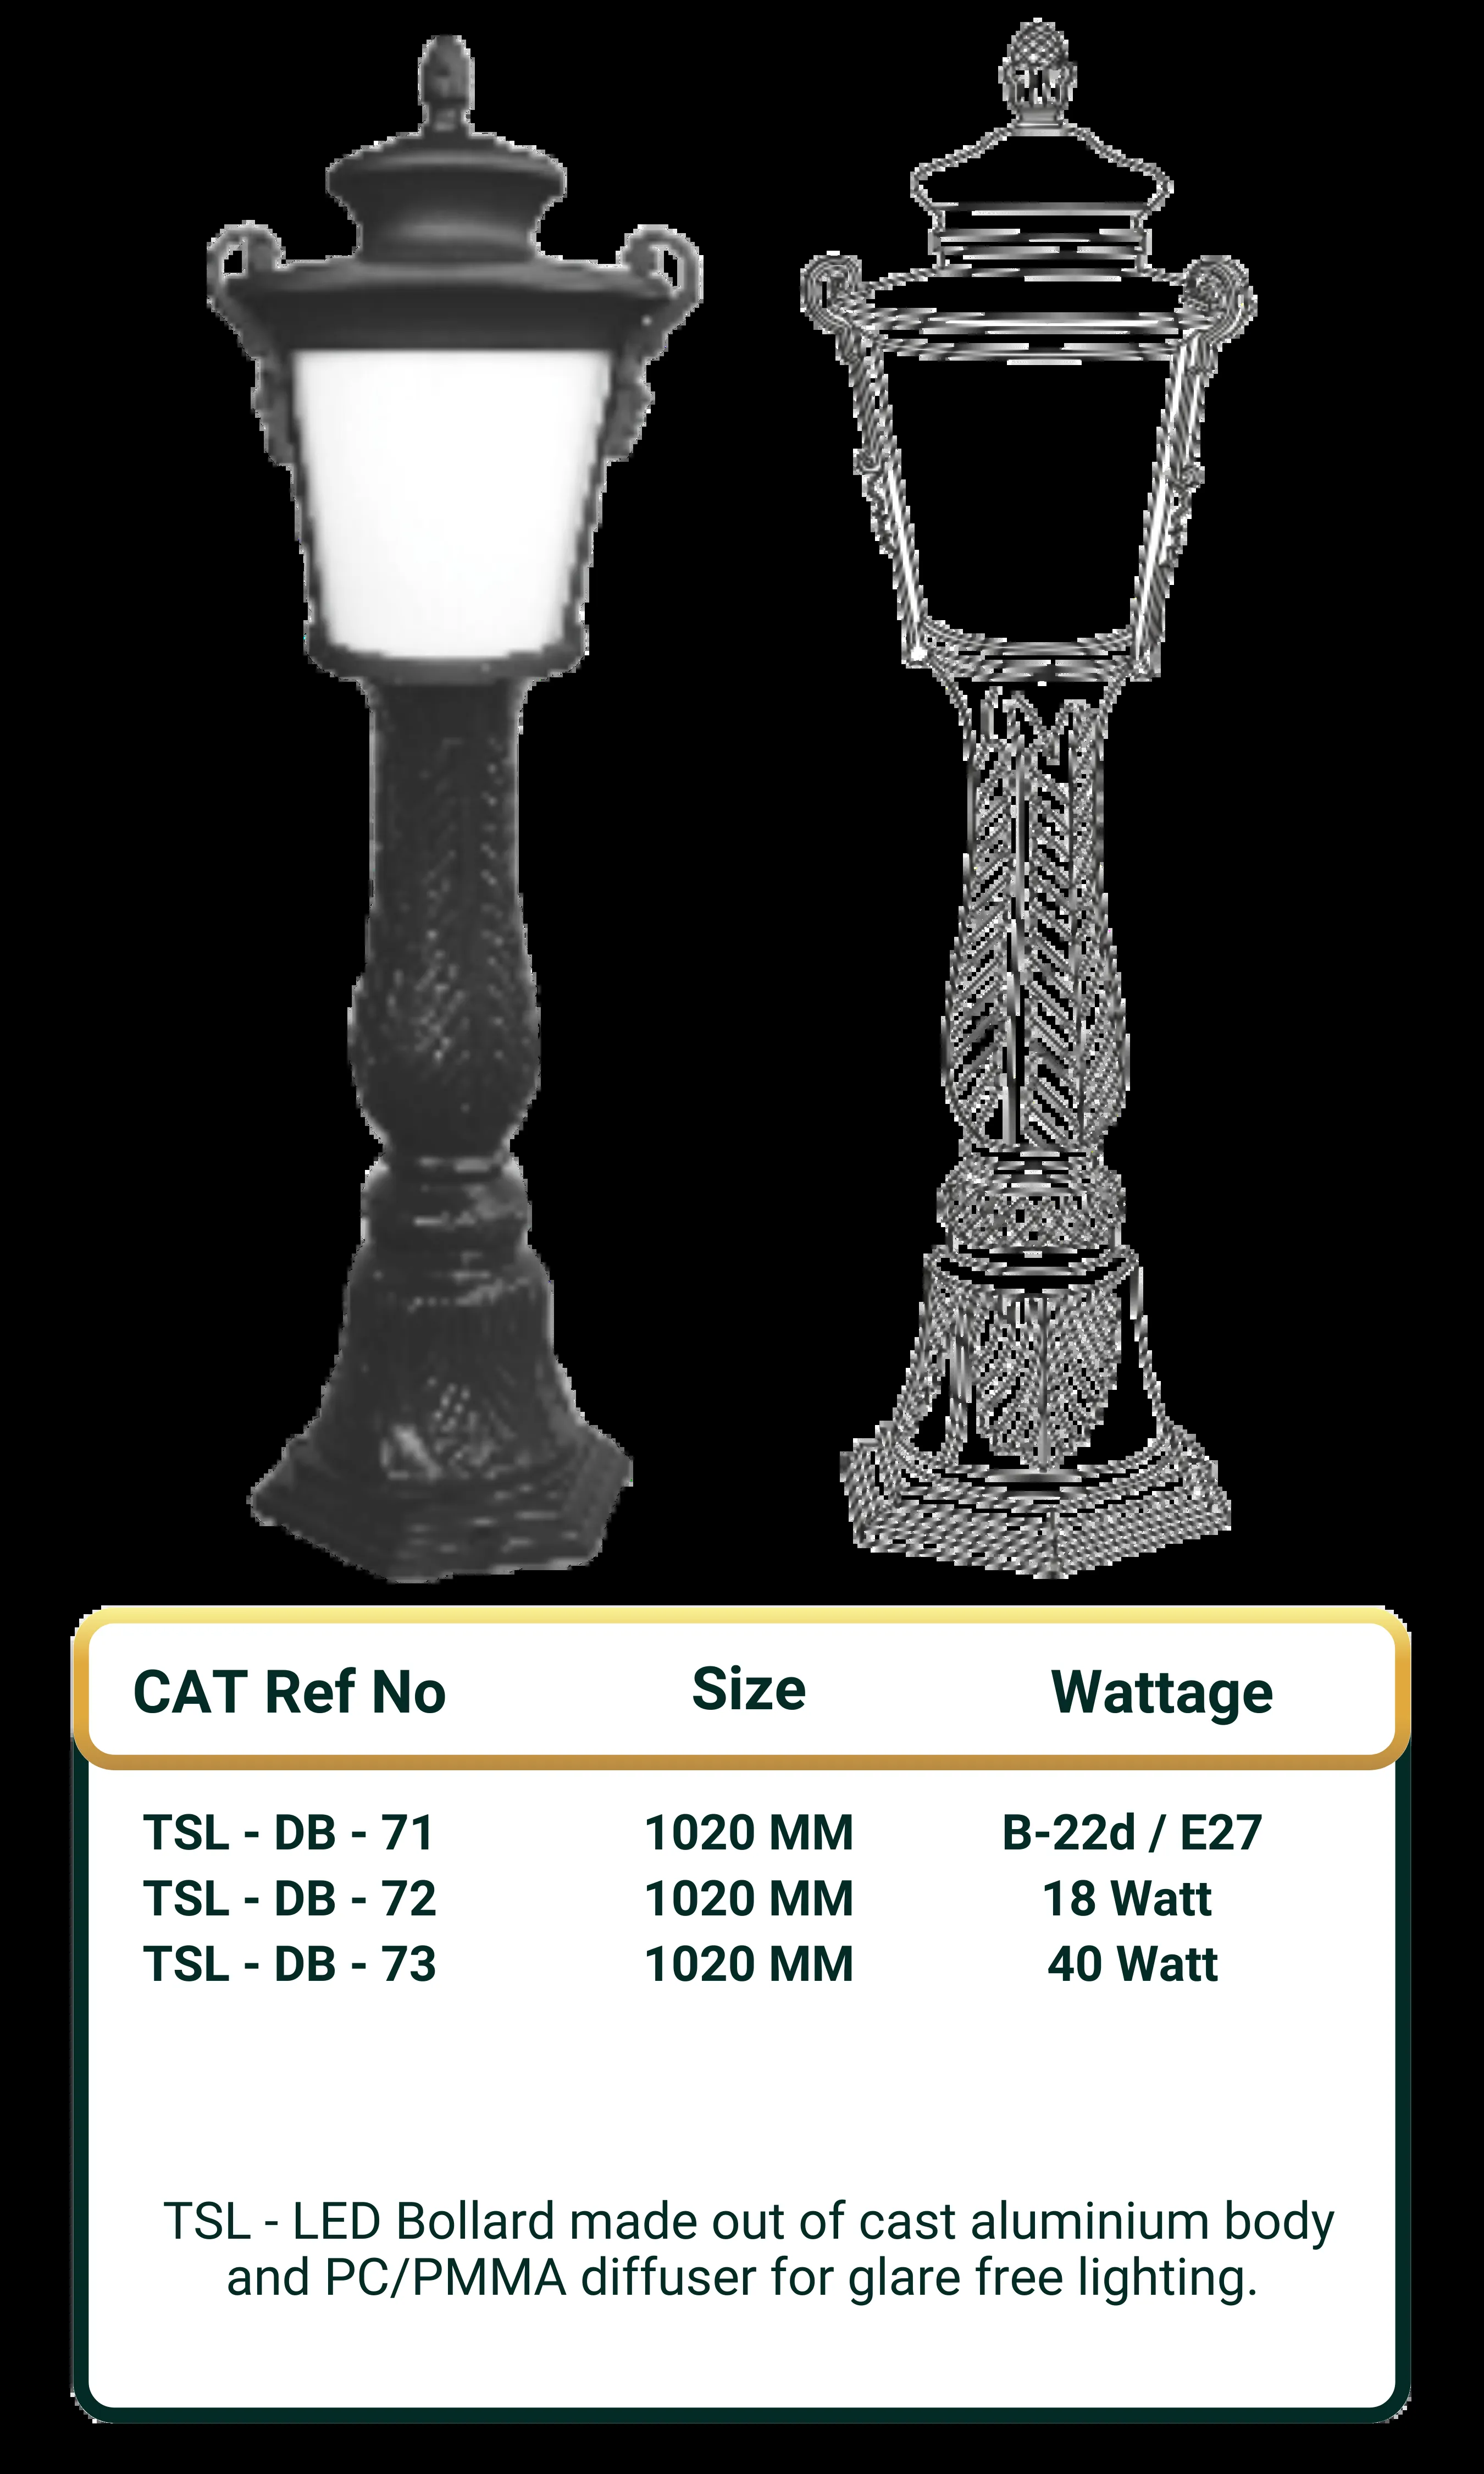 CAT Ref No Size Wattage
TSL - DB - 71 1020 MM B-22d / E27
TSL - DB - 72 1020 MM 18 Watt
TSL - DB - 73 1020 MM 40 Watt
TSL - LED Bollard made out of cast aluminium body
and PC/PMMA diffuser for glare free lighting.